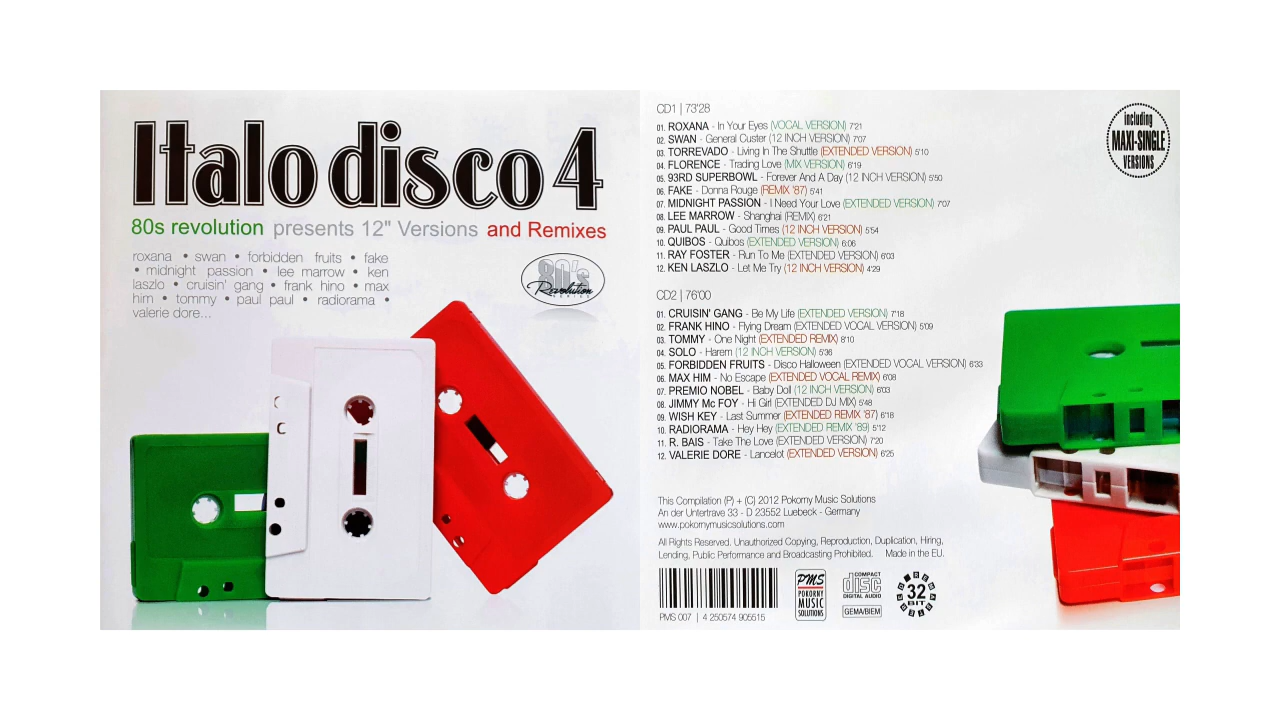 Italo disco 4
80s revolution presents 12" Versions and Remixes
roxana • swan • forbidden fruits • fake
• midnight passion • lee marrow • ken
laszlo • cruisin' gang • frank hino • max
him • tommy • paul paul • radiorama •
valerie dore...
80's
Revolution
SERIES
CD1 | 73'28
01. ROXANA - In Your Eyes (VOCAL VERSION) 7'21
02. SWAN - General Custer (12 INCH VERSION) 7'07
03. TORREVADO - Living In The Shuttle (EXTENDED VERSION) 5'10
04. FLORENCE - Trading Love (MIX VERSION) 6'19
05. 93RD SUPERBOWL - Forever And A Day (12 INCH VERSION) 5'50
06. FAKE - Donna Rouge (REMIX '87) 5'41
07. MIDNIGHT PASSION - I Need Your Love (EXTENDED VERSION) 7'07
08. LEE MARROW - Shanghai (REMIX) 6'21
09. PAUL PAUL - Good Times (12 INCH VERSION) 5'54
10. QUIBOS - Quibos (EXTENDED VERSION) 6:06
11. RAY FOSTER - Run To Me (EXTENDED VERSION) 6'03
12. KEN LASZLO - Let Me Try (12 INCH VERSION) 4'29
including
MAXI-SINGLE
VERSIONS
CD2 | 76'00
01. CRUISIN' GANG - Be My Life (EXTENDED VERSION) 7'18
02. FRANK HINO - Flying Dream (EXTENDED VOCAL VERSION) 5'09
03. TOMMY - One Night (EXTENDED REMIX) 8'10
04. SOLO - Harem (12 INCH VERSION) 5'36
05. FORBIDDEN FRUITS - Disco Halloween (EXTENDED VOCAL VERSION) 6'33
06. MAX HIM - No Escape (EXTENDED VOCAL REMIX) 6'08
07. PREMIO NOBEL - Baby Doll (12 INCH VERSION) 6'03
08. JIMMY Mc FOY - Hi Girl (EXTENDED DJ MIX) 5'48
09. WISH KEY - Last Summer (EXTENDED REMIX '87) 6'18
10. RADIORAMA - Hey Hey (EXTENDED REMIX '89) 5'12
11. R. BAIS - Take The Love (EXTENDED VERSION) 7'20
12. VALERIE DORE - Lancelot (EXTENDED VERSION) 6'25
This Compilation (P) + (C) 2012 Pokorny Music Solutions
An der Untertrave 33 - D 23552 Luebeck - Germany
www.pokornymusicsolutions.com
All Rights Reserved. Unauthorized Copying, Reproduction, Duplication, Hiring,
Lending, Public Performance and Broadcasting Prohibited. Made in the EU.
PMS
POKORNY
MUSIC
SOLUTIONS
COMPACT
disc
DIGITAL AUDIO
GEMA/BIEM
32
BIT
PMS 007 | 4 250574 905515